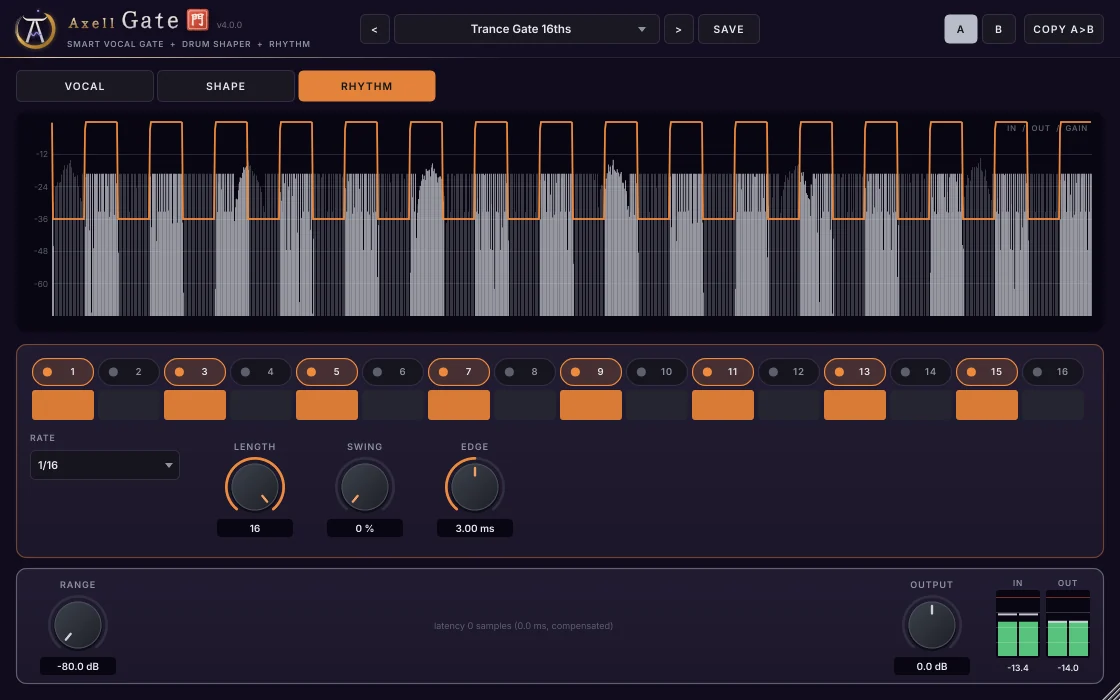 Axell Gate 門 v4.0.0
SMART VOCAL GATE + DRUM SHAPER + RHYTHM
< Trance Gate 16ths > SAVE
A B COPY A>B
VOCAL SHAPE RHYTHM
IN / OUT / GAIN
-12
-24
-36
-48
-60
1 2 3 4 5 6 7 8 9 10 11 12 13 14 15 16
RATE
1/16
LENGTH SWING EDGE
16 0 % 3.00 ms
RANGE
-80.0 dB
latency 0 samples (0.0 ms, compensated)
OUTPUT
0.0 dB
IN OUT
-13.4 -14.0